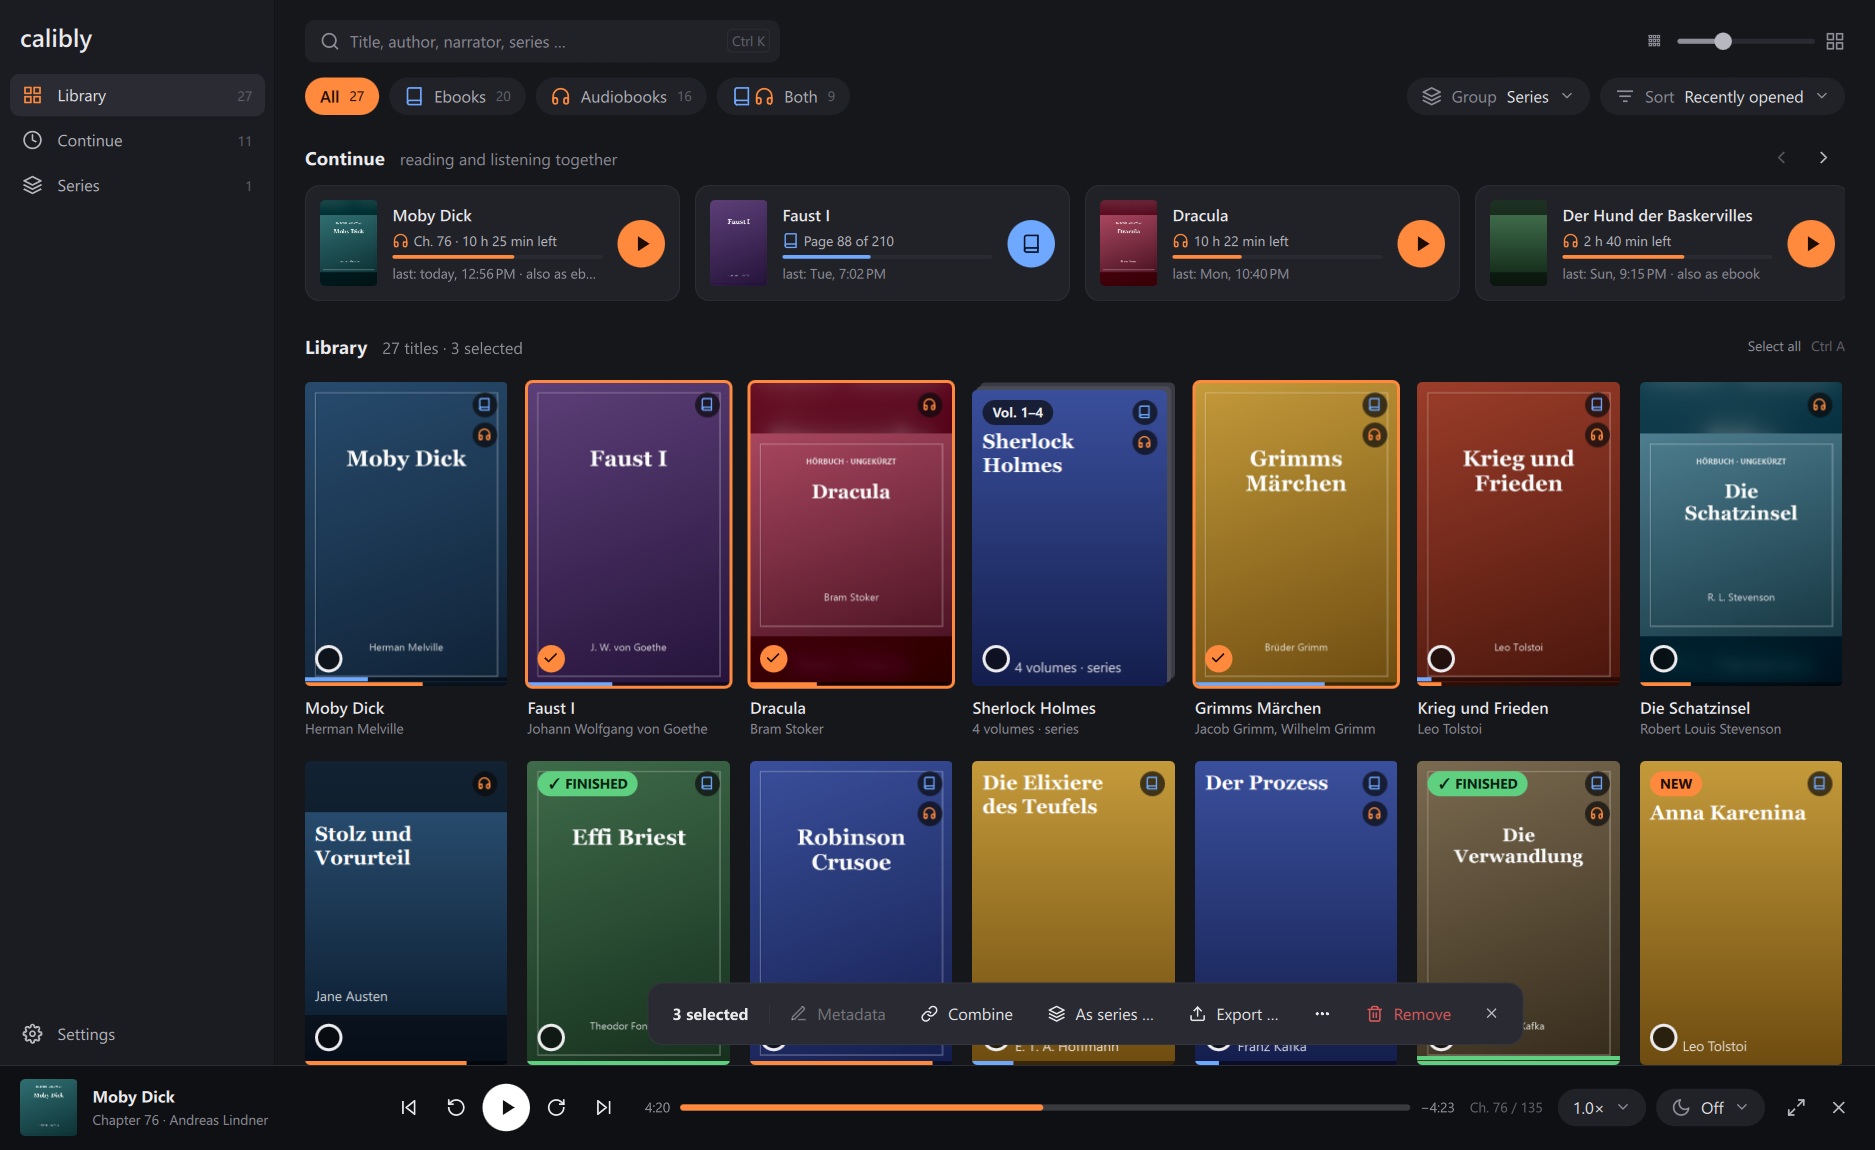 calibly
Title, author, narrator, series ...
Ctrl K
Library 27
Continue 11
Series 1
All 27
Ebooks 20
Audiobooks 16
Both 9
Group Series
Sort Recently opened
Continue reading and listening together
Moby Dick
Moby Dick
Ch. 76 · 10 h 25 min left
last: today, 12:56 PM · also as eb...
Faust I
Faust I
Page 88 of 210
last: Tue, 7:02 PM
Dracula
Dracula
10 h 22 min left
last: Mon, 10:40 PM
Der Hund der Baskervilles
2 h 40 min left
last: Sun, 9:15 PM · also as ebook
Library 27 titles · 3 selected
Select all Ctrl A
Moby Dick
Herman Melville
Moby Dick
Herman Melville
Faust I
J. W. von Goethe
Faust I
Johann Wolfgang von Goethe
HÖRBUCH · UNGEKÜRZT
Dracula
Bram Stoker
Dracula
Bram Stoker
Vol. 1–4
Sherlock
Holmes
4 volumes · series
Sherlock Holmes
4 volumes · series
Grimms
Märchen
Brüder Grimm
Grimms Märchen
Jacob Grimm, Wilhelm Grimm
Krieg und
Frieden
Leo Tolstoi
Krieg und Frieden
Leo Tolstoi
HÖRBUCH · UNGEKÜRZT
Die
Schatzinsel
R. L. Stevenson
Die Schatzinsel
Robert Louis Stevenson
Stolz und
Vorurteil
Jane Austen
✓ FINISHED
Effi Briest
Theodor Fon
Robinson
Crusoe
Die Elixiere
des Teufels
E. T. A. Hoffmann
Der Prozess
Franz Kafka
✓ FINISHED
Die
Verwandlung
Kafka
NEW
Anna Karenina
Leo Tolstoi
3 selected
Metadata
Combine
As series ...
Export ...
Remove
Settings
Moby Dick
Moby Dick
Chapter 76 · Andreas Lindner
4:20
−4:23
Ch. 76 / 135
1.0×
Off